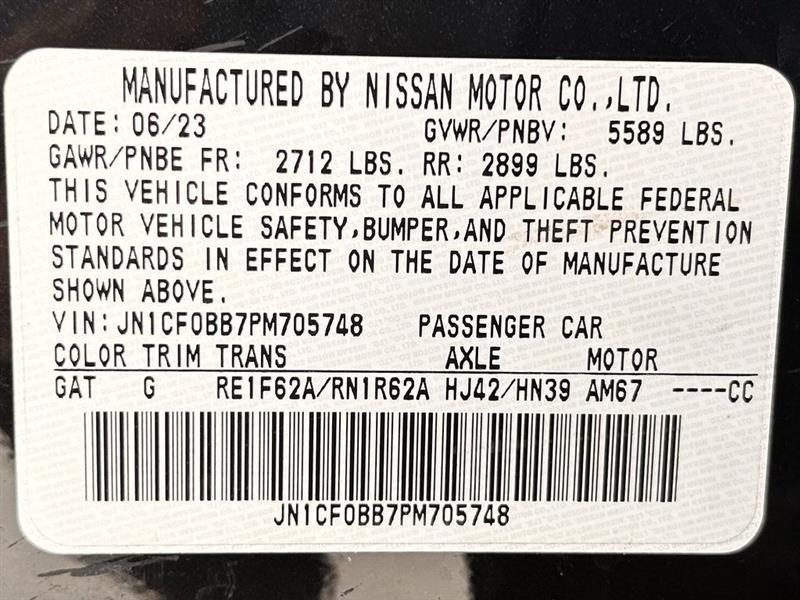 MANUFACTURED BY NISSAN MOTOR CO.,LTD.
DATE: 06/23 GVWR/PNBV: 5589 LBS.
GAWR/PNBE FR: 2712 LBS. RR: 2899 LBS.
THIS VEHICLE CONFORMS TO ALL APPLICABLE FEDERAL
MOTOR VEHICLE SAFETY,BUMPER,AND THEFT PREVENTION
STANDARDS IN EFFECT ON THE DATE OF MANUFACTURE
SHOWN ABOVE.
VIN:JN1CF0BB7PM705748 PASSENGER CAR
COLOR TRIM TRANS AXLE MOTOR
GAT G RE1F62A/RN1R62A HJ42/HN39 AM67 ----CC
JN1CF0BB7PM705748